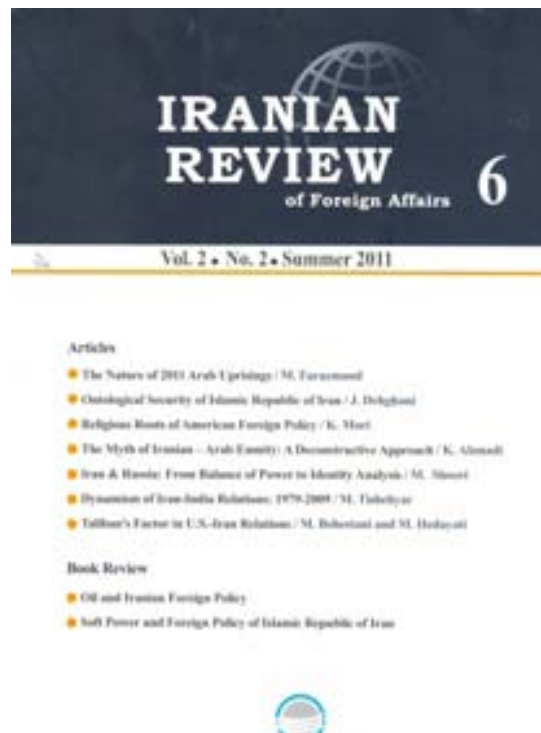 IRANIAN
REVIEW
of Foreign Affairs
6
Vol. 2 • No. 2 • Summer 2011
Articles
The Nature of 2011 Arab Uprisings / M.
Ontological Security of Islamic Republic of Iran / J. Dehghani
Religious Roots of American Foreign Policy / K. Mori
The Myth of Iranian – Arab Enmity: A Deconstructive Approach / K. Ahmadi
Iran & Russia: From Balance of Power to Identity Analysis / M.
Dynamism of Iran-India Relations: 1979-2009 / M.
Taliban's Factor in U.S.-Iran Relations / M. Beheshti and M. Hedayati
Book Review
Oil and Iranian Foreign Policy
Soft Power and Foreign Policy of Islamic Republic of Iran